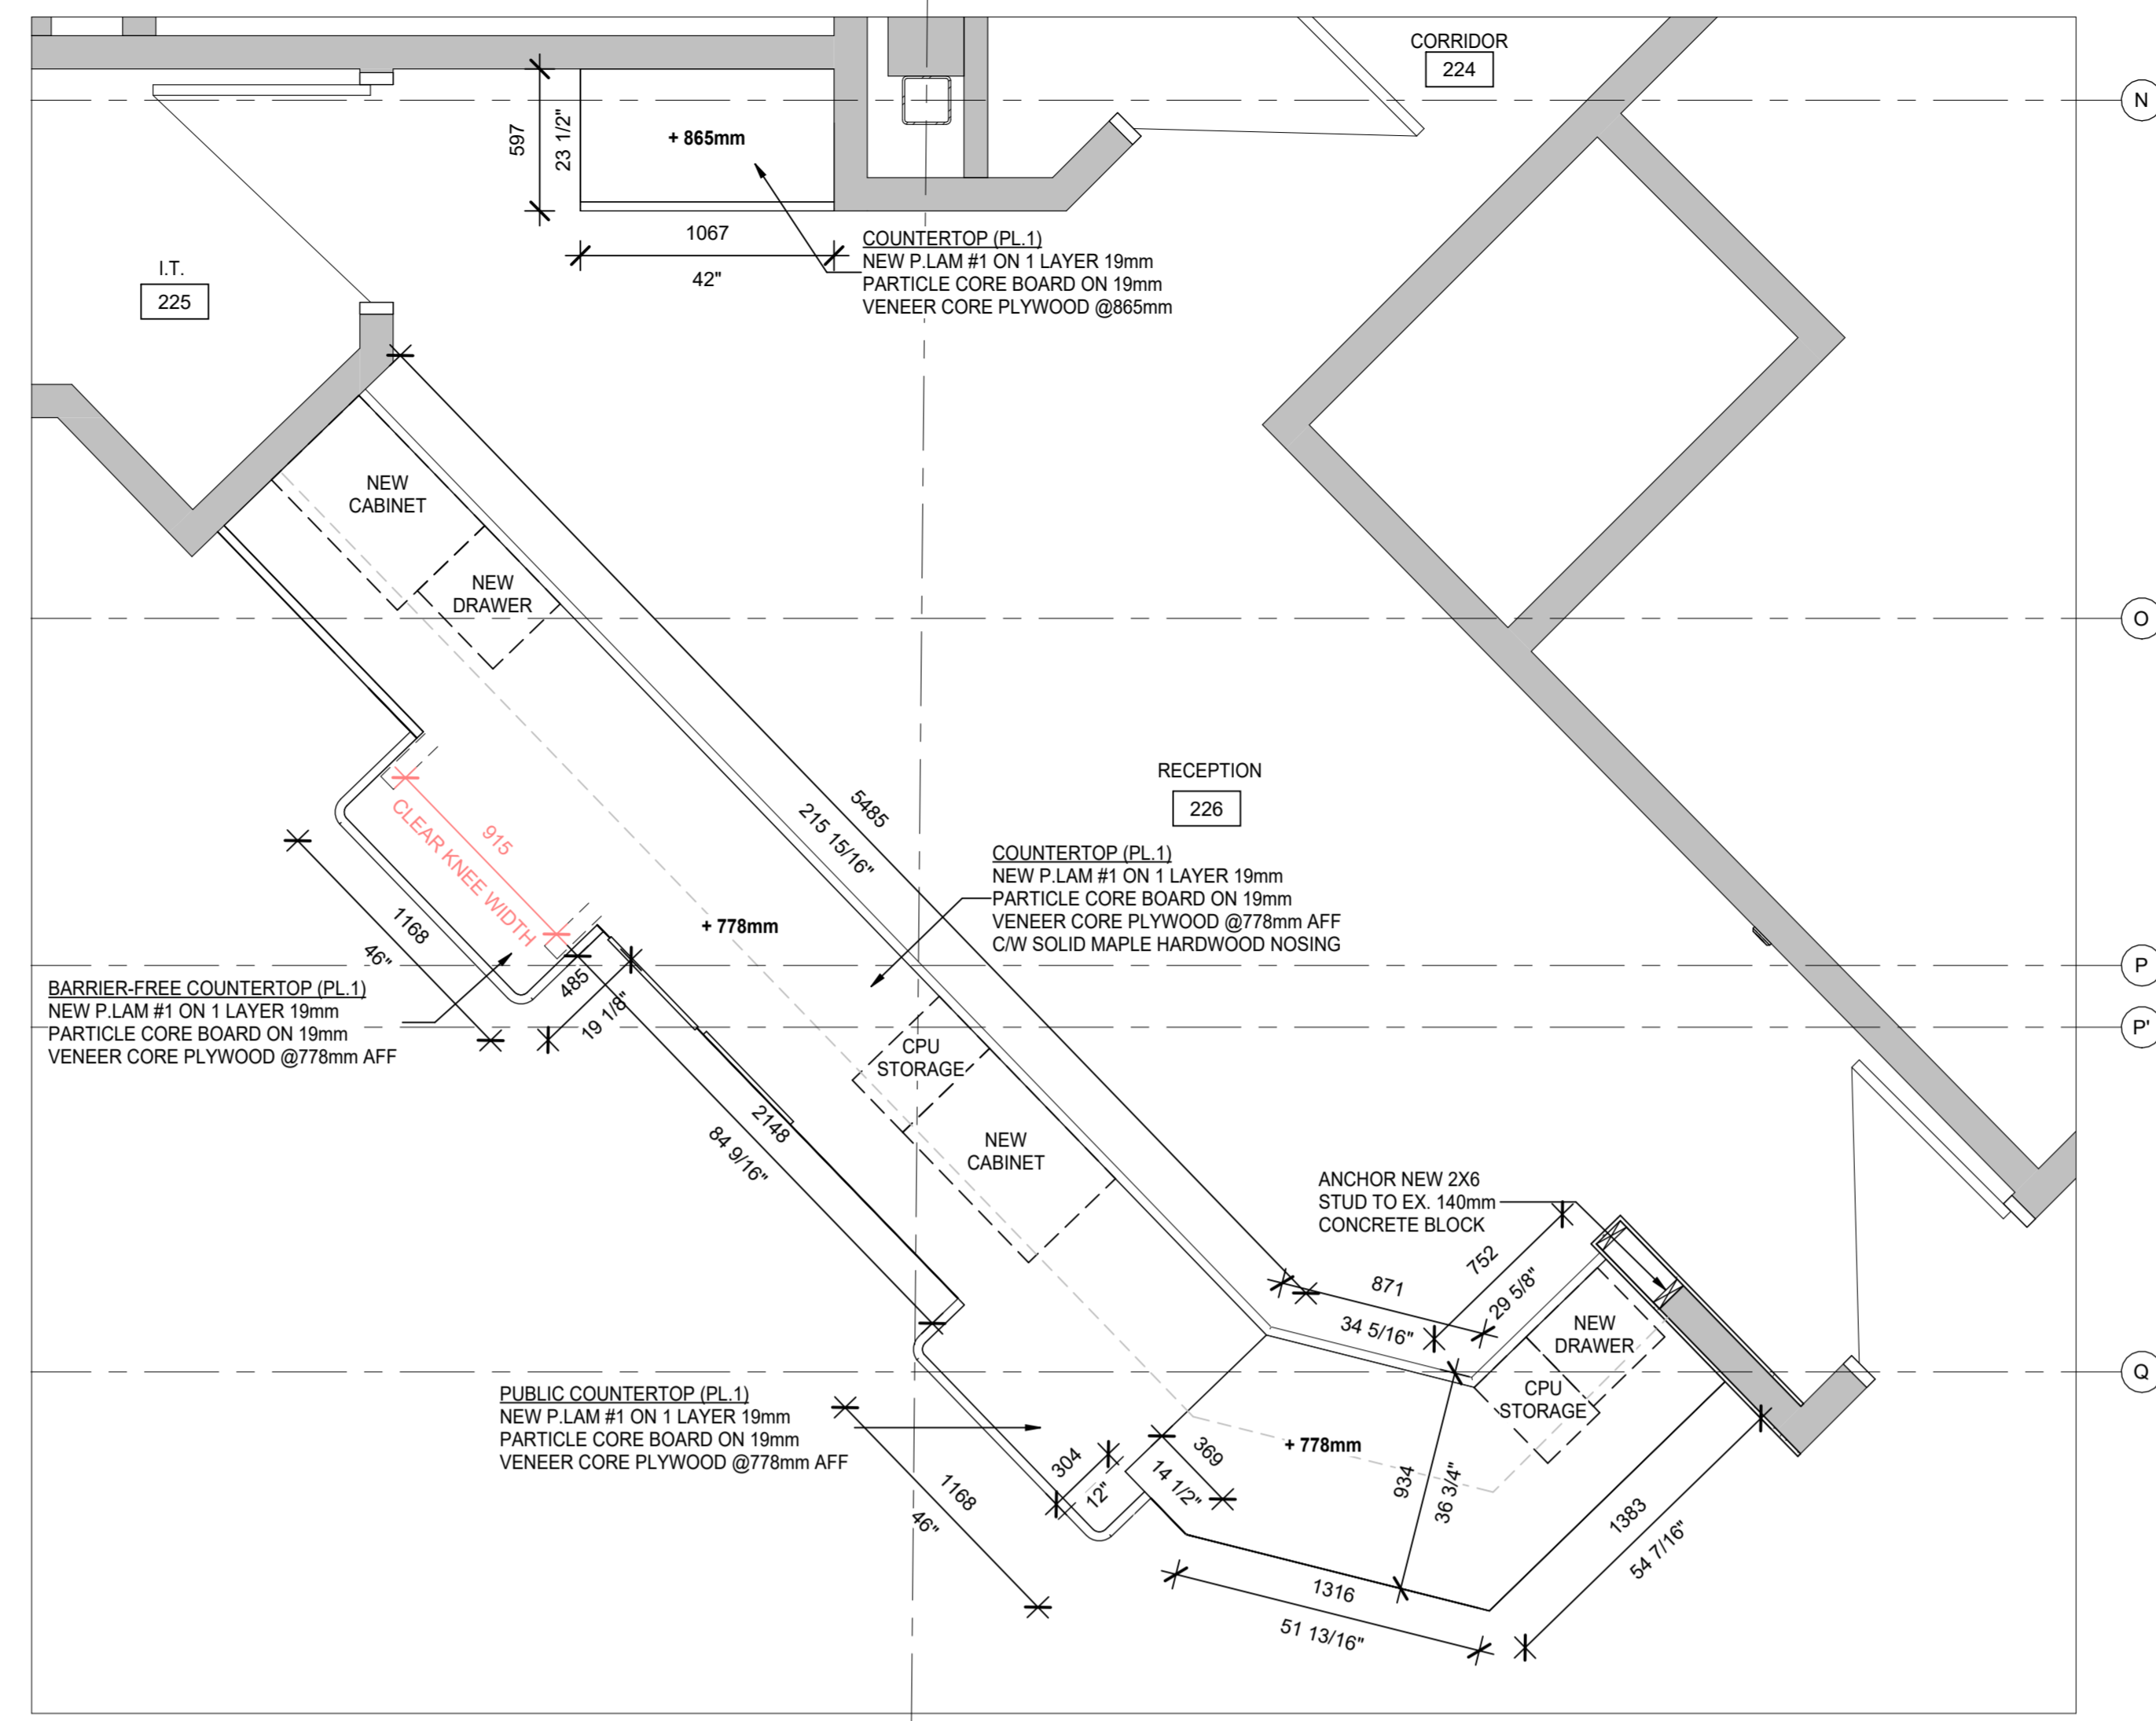 CORRIDOR
224
N
597
23 1/2"
+ 865mm
1067
42"
COUNTERTOP (PL.1)
NEW P.LAM #1 ON 1 LAYER 19mm
PARTICLE CORE BOARD ON 19mm
VENEER CORE PLYWOOD @865mm
I.T.
225
NEW
CABINET
NEW
DRAWER
O
5485
215 15/16"
RECEPTION
226
915
CLEAR KNEE WIDTH
1168
46"
+ 778mm
COUNTERTOP (PL.1)
NEW P.LAM #1 ON 1 LAYER 19mm
PARTICLE CORE BOARD ON 19mm
VENEER CORE PLYWOOD @778mm AFF
C/W SOLID MAPLE HARDWOOD NOSING
P
485
19 1/8"
BARRIER-FREE COUNTERTOP (PL.1)
NEW P.LAM #1 ON 1 LAYER 19mm
PARTICLE CORE BOARD ON 19mm
VENEER CORE PLYWOOD @778mm AFF
P'
CPU
STORAGE
2148
84 9/16"
NEW
CABINET
ANCHOR NEW 2X6
STUD TO EX. 140mm
CONCRETE BLOCK
752
29 5/8"
871
34 5/16"
NEW
DRAWER
Q
CPU
STORAGE
PUBLIC COUNTERTOP (PL.1)
NEW P.LAM #1 ON 1 LAYER 19mm
PARTICLE CORE BOARD ON 19mm
VENEER CORE PLYWOOD @778mm AFF
1168
46"
304
12"
369
14 1/2"
+ 778mm
934
36 3/4"
1383
54 7/16"
1316
51 13/16"